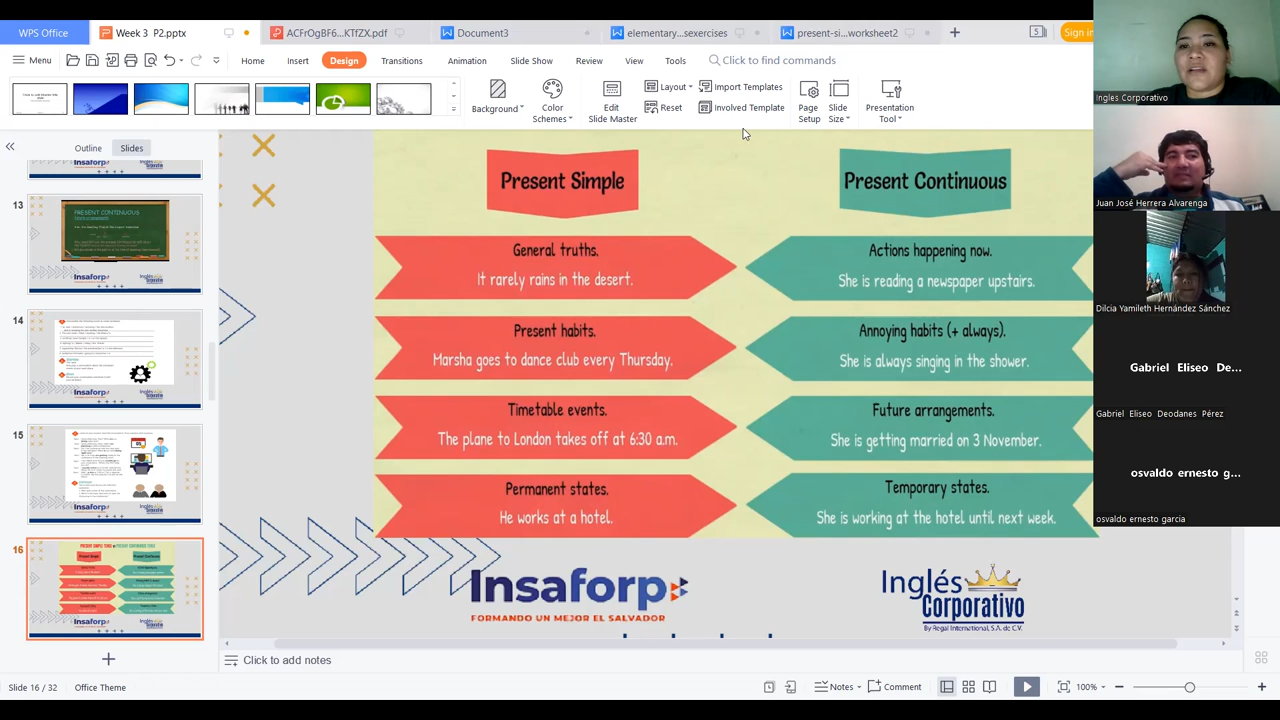 WPS Office
Week 3 P2.pptx
ACFrOgBF6...KTfZX.pdf
Document3
elementary...sexercises
present-si...worksheet2
5
Sign in
Menu
Home
Insert
Design
Transitions
Animation
Slide Show
Review
View
Tools
Click to find commands
Background
Color
Schemes
Edit
Slide Master
Layout
Reset
Import Templates
Involved Template
Page
Setup
Slide
Size
Presentation
Tool
Outline
Slides
Insaforp
13
PRESENT CONTINUOUS
Insaforp
14
Insaforp
15
Insaforp
16
Insaforp
Present Simple
Present Continuous
General truths.
It rarely rains in the desert.
Actions happening now.
She is reading a newspaper upstairs.
Present habits.
Marsha goes to dance club every Thursday.
Annoying habits (+ always).
She is always singing in the shower.
Timetable events.
The plane to London takes off at 6:30 a.m.
Future arrangements.
She is getting married on 3 November.
Permanent states.
He works at a hotel.
Temporary states.
She is working at the hotel until next week.
Insaforp
FORMANDO UN MEJOR EL SALVADOR
Inglés
Corporativo
By Regal International, S.A. de C.V.
Click to add notes
Slide 16 / 32
Office Theme
Notes
Comment
100%
Ingles Corporativo
Juan José Herrera Alvarenga
Dilcia Yamileth Hernández Sánchez
Gabriel Eliseo De...
Gabriel Eliseo Deodanes Pérez
osvaldo ernesto g...
osvaldo ernesto garcia